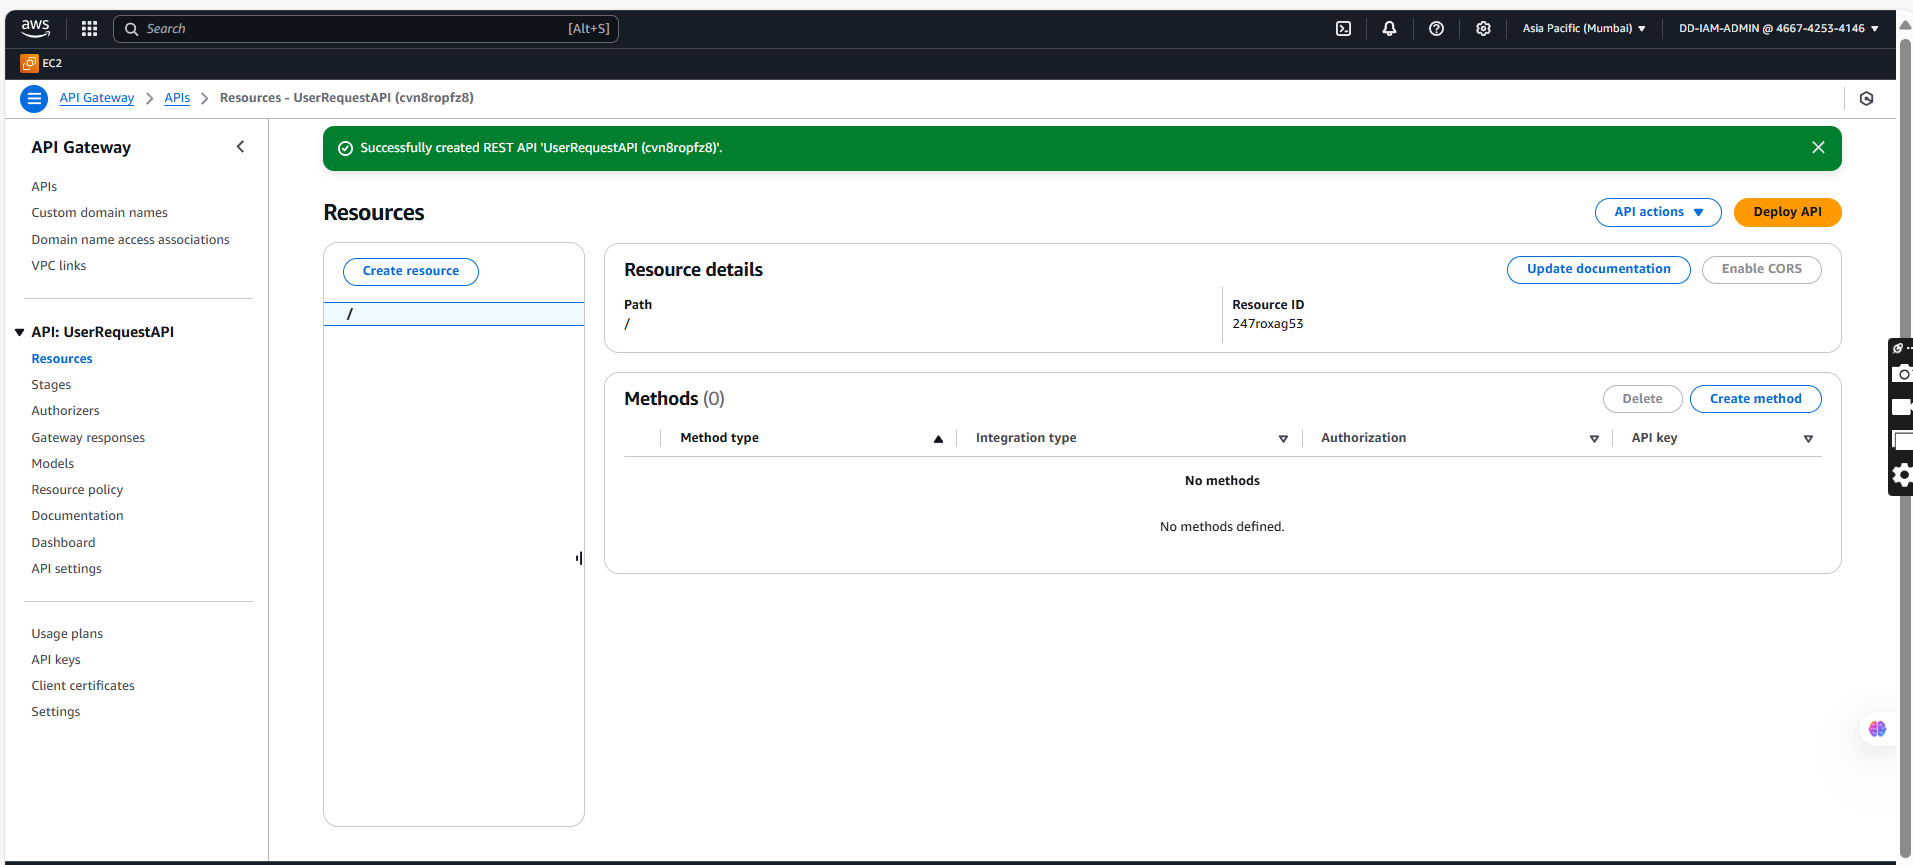 aws
Search [Alt+S]
Asia Pacific (Mumbai) ▼ DD-IAM-ADMIN @ 4667-4253-4146 ▼
EC2
API Gateway > APIs > Resources - UserRequestAPI (cvn8ropfz8)
API Gateway
APIs
Custom domain names
Domain name access associations
VPC links
▼ API: UserRequestAPI
Resources
Stages
Authorizers
Gateway responses
Models
Resource policy
Documentation
Dashboard
API settings
Usage plans
API keys
Client certificates
Settings
Successfully created REST API 'UserRequestAPI (cvn8ropfz8)'.
Resources
API actions ▼ Deploy API
Create resource
/
Resource details
Update documentation Enable CORS
Path
/
Resource ID
247roxag53
Methods (0)
Delete Create method
Method type ▲ Integration type ▽ Authorization ▽ API key ▽
No methods
No methods defined.